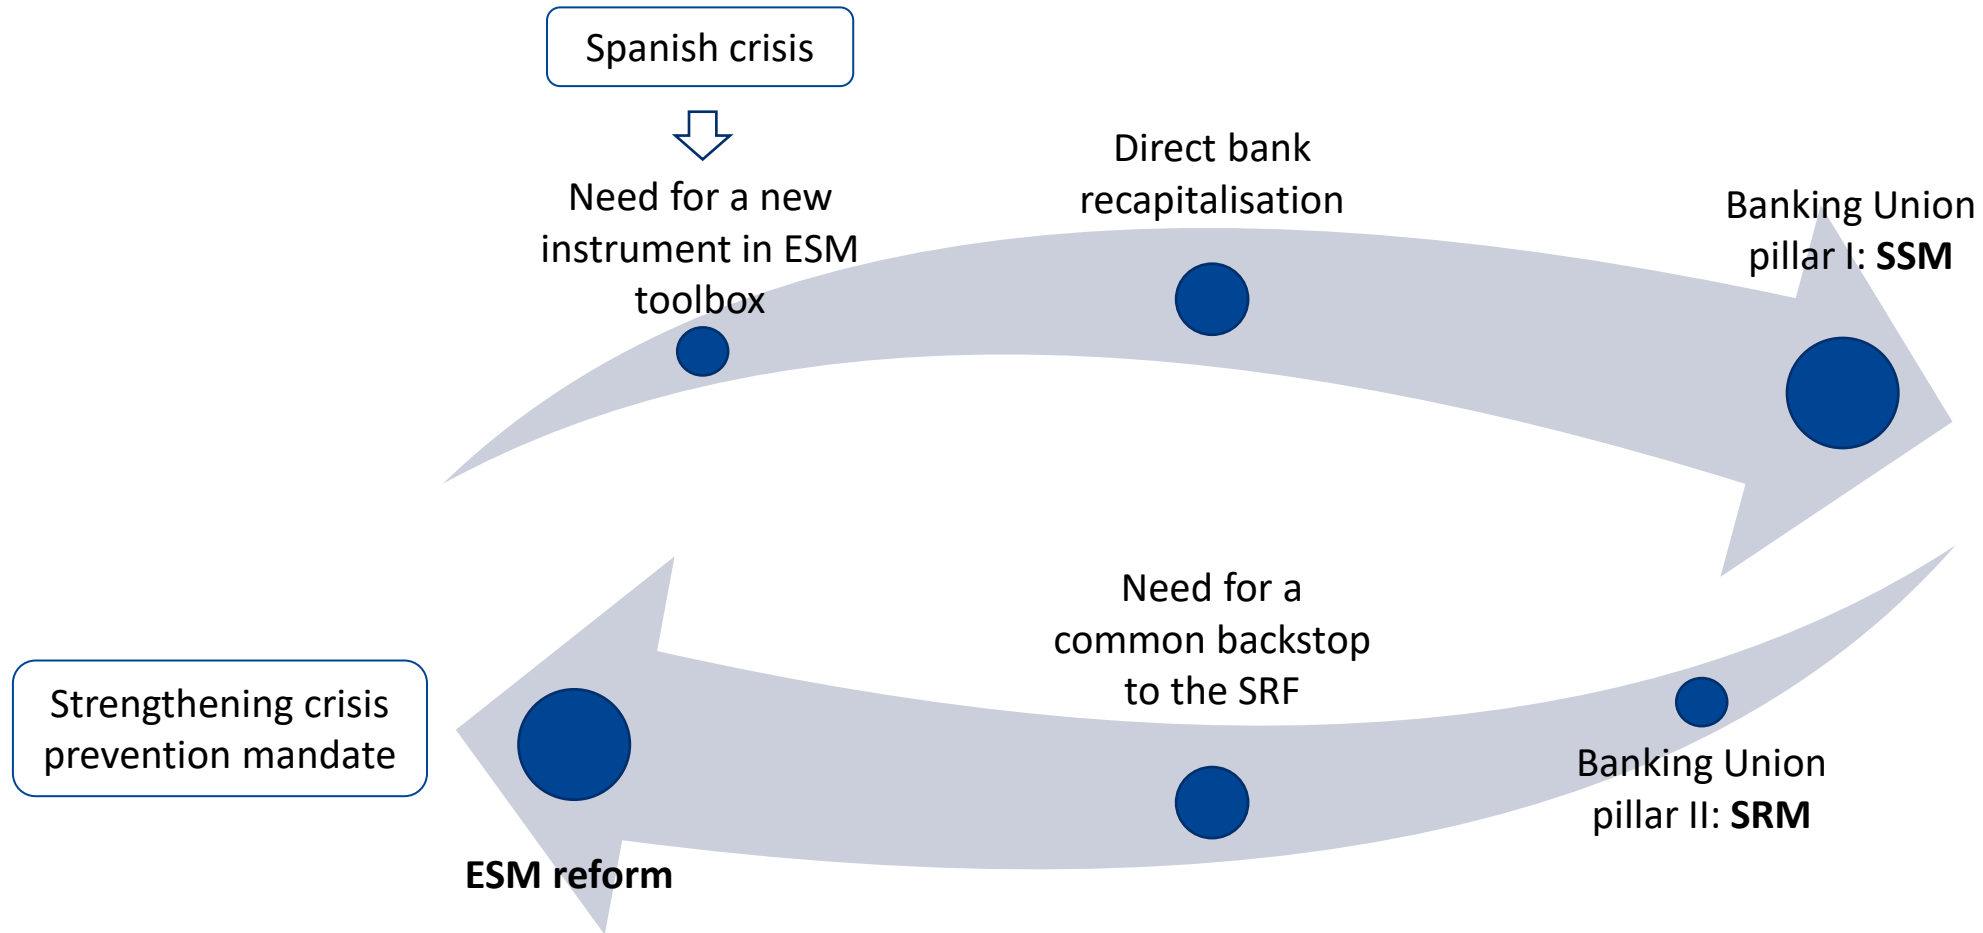 Spanish crisis
Need for a new
instrument in ESM
toolbox
Direct bank
recapitalisation
Banking Union
pillar I: SSM
Banking Union
pillar II: SRM
Need for a
common backstop
to the SRF
ESM reform
Strengthening crisis
prevention mandate